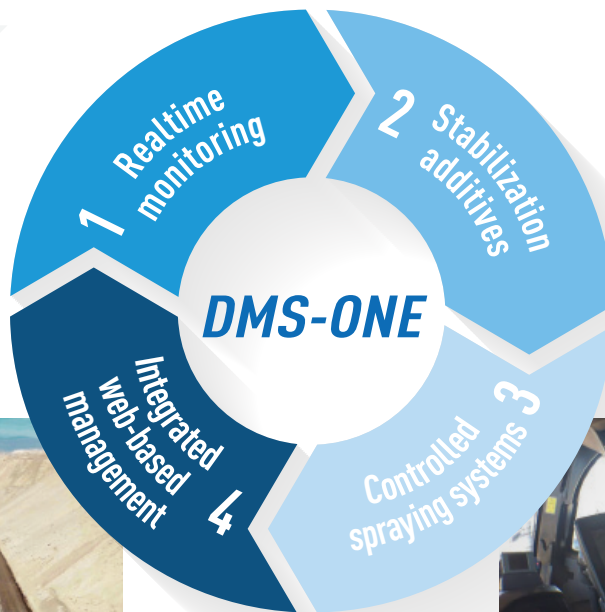 1
Realtime
monitoring
2
Stabilization
additives
DMS-ONE
3
Controlled
spraying systems
4
Integrated
web-based
management